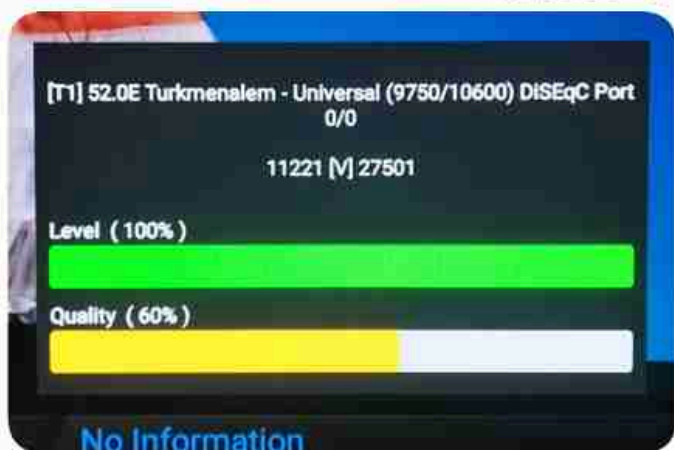 [T1] 52.0E Turkmenalem - Universal (9750/10600) DiSEqC Port
0/0
11221 [V] 27501
Level ( 100% )
Quality ( 60% )
No Information